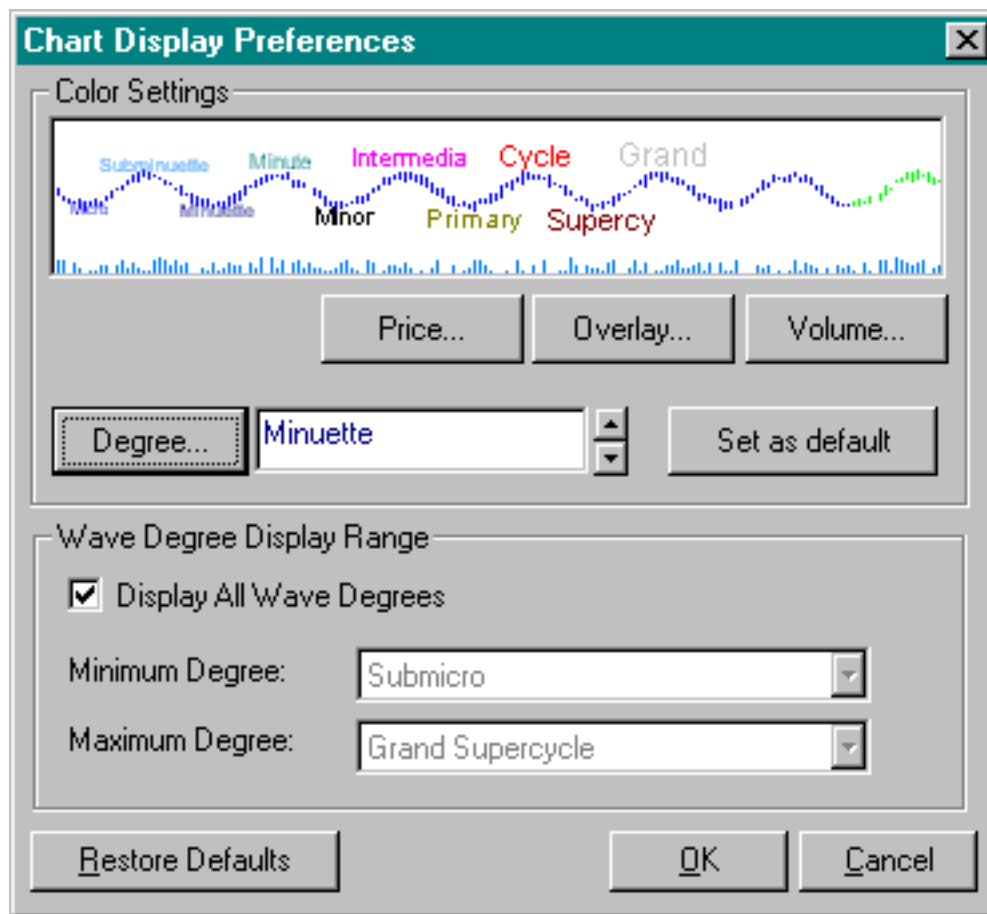 Chart Display Preferences
Color Settings
Subminuette Minute Intermedia Cycle Grand
Micro Minuette Minor Primary Supercy
Price... Overlay... Volume...
Degree... Minuette Set as default
Wave Degree Display Range
Display All Wave Degrees
Minimum Degree: Submicro
Maximum Degree: Grand Supercycle
Restore Defaults OK Cancel